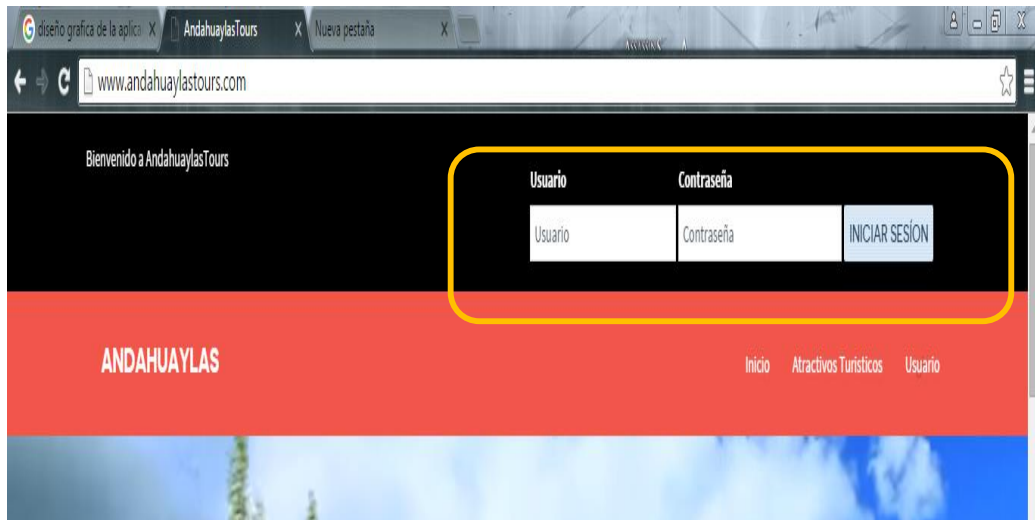 diseño grafica de la aplica
AndahuaylasTours
Nueva pestaña
www.andahuaylastours.com
Bienvenido a AndahuaylasTours
Usuario Contraseña
Usuario Contraseña INICIAR SESÍON
ANDAHUAYLAS
Inicio Atractivos Turisticos Usuario